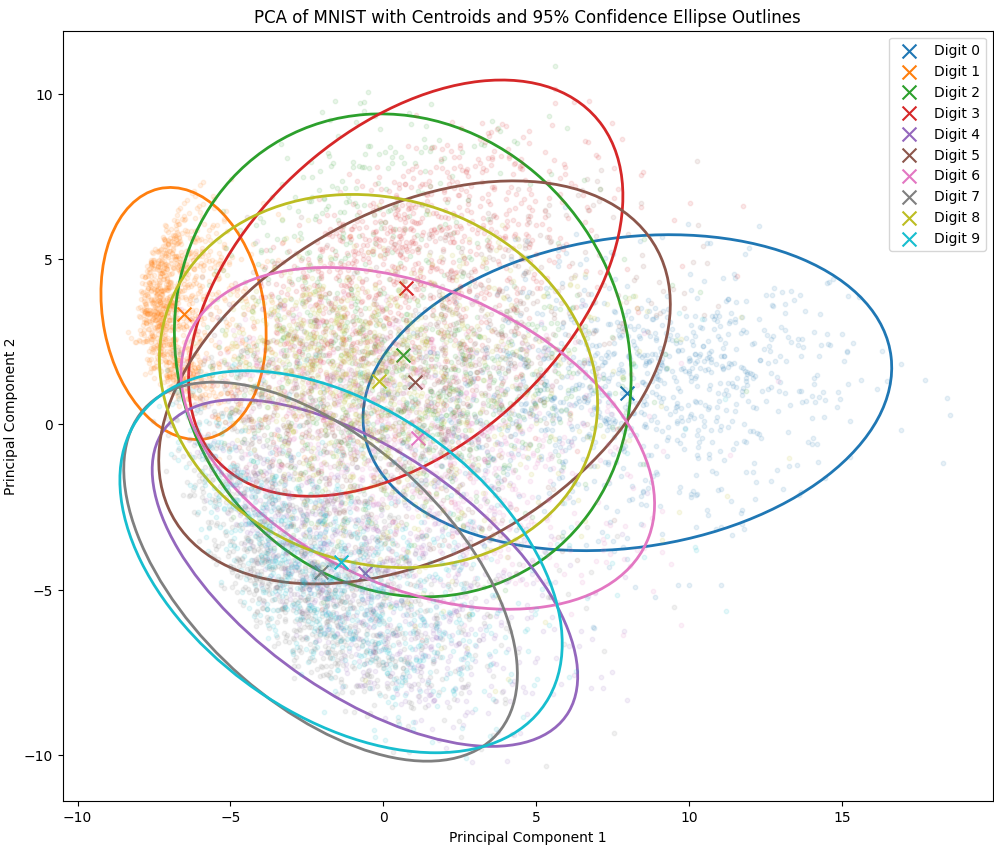 PCA of MNIST with Centroids and 95% Confidence Ellipse Outlines
Digit 0
Digit 1
Digit 2
Digit 3
Digit 4
Digit 5
Digit 6
Digit 7
Digit 8
Digit 9
10
5
0
−5
−10
Principal Component 2
−10
−5
0
5
10
15
Principal Component 1